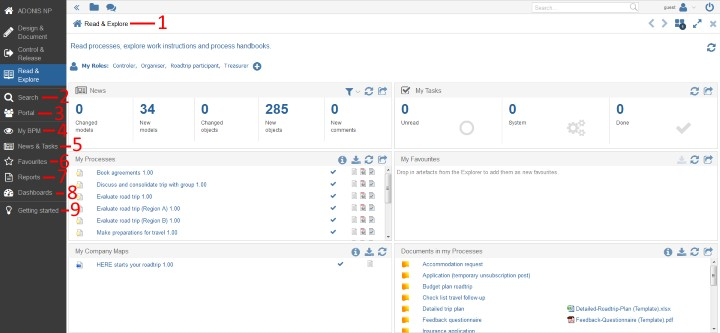 ADONIS NP
Search
guest
Design &
Document
Control &
Release
Read &
Explore
Search 2
Portal 3
My BPM 4
News & Tasks 5
Favourites 6
Reports 7
Dashboards 8
Getting started 9
Read & Explore 1
Read processes, explore work instructions and process handbooks.
My Roles: Controller, Organiser, Roadtrip participant, Treasurer
News
0 34 0 285 0
Changed models
New models
Changed objects
New objects
New comments
My Tasks
0 0 0
Unread System Done
My Processes
Book agreements 1.00
Discuss and consolidate trip with group 1.00
Evaluate road trip 1.00
Evaluate road trip (Region A) 1.00
Evaluate road trip (Region B) 1.00
Make preparations for travel 1.00
My Favourites
Drop in artefacts from the Explorer to add them as new favourites.
My Company Maps
HERE starts your roadtrip 1.00
Documents in my Processes
Accommodation request
Application (temporary unsubscription post)
Budget plan roadtrip
Check list travel follow-up
Detailed trip plan Detailed-Roadtrip-Plan (Template).xlsx
Feedback questionnaire Feedback-Questionnaire (Template).pdf
Insurance application